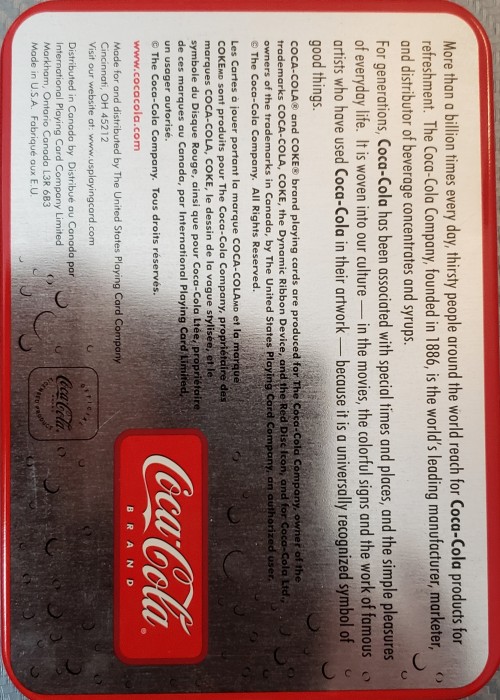 More than a billion times every day, thirsty people around the world reach for Coca-Cola products for
refreshment. The Coca-Cola Company, founded in 1886, is the world's leading manufacturer, marketer,
and distributor of beverage concentrates and syrups.
For generations, Coca-Cola has been associated with special times and places, and the simple pleasures
of everyday life. It is woven into our culture — in the movies, the colorful signs and the work of famous
artists who have used Coca-Cola in their artwork — because it is a universally recognized symbol of
good things.
COCA-COLA® and COKE® brand playing cards are produced for The Coca-Cola Company, owner of the
trademarks COCA-COLA, COKE, the Dynamic Ribbon Device, and the Red Disc Icon, and for Coca-Cola Ltd.,
owners of the trademarks in Canada, by The United States Playing Card Company, an authorized user.
© The Coca-Cola Company. All Rights Reserved.
Les Cartes à jouer portant la marque COCA-COLAMD et la marque
COKEMD sont produits pour The Coca-Cola Company, propriétaire des
marques COCA-COLA, COKE, le dessin de la vague stylisée, et le
symbole du Disque Rouge, ainsi que pour Coca-Cola Ltée, propriétaire
de ces marques au Canada, par International Playing Card Limited,
un usager autorisé.
© The Coca-Cola Company. Tous droits réservés.
www.cocacola.com
Made for and distributed by The United States Playing Card Company
Cincinnati, OH 45212
Visit our website at: www.usplayingcard.com
Distributed in Canada by / Distribué au Canada par
International Playing Card Company Limited
Markham, Ontario Canada L3R 6B3
Made in U.S.A. Fabriqué aux É.U.
Coca-Cola®
BRAND
OFFICIAL
Coca-Cola